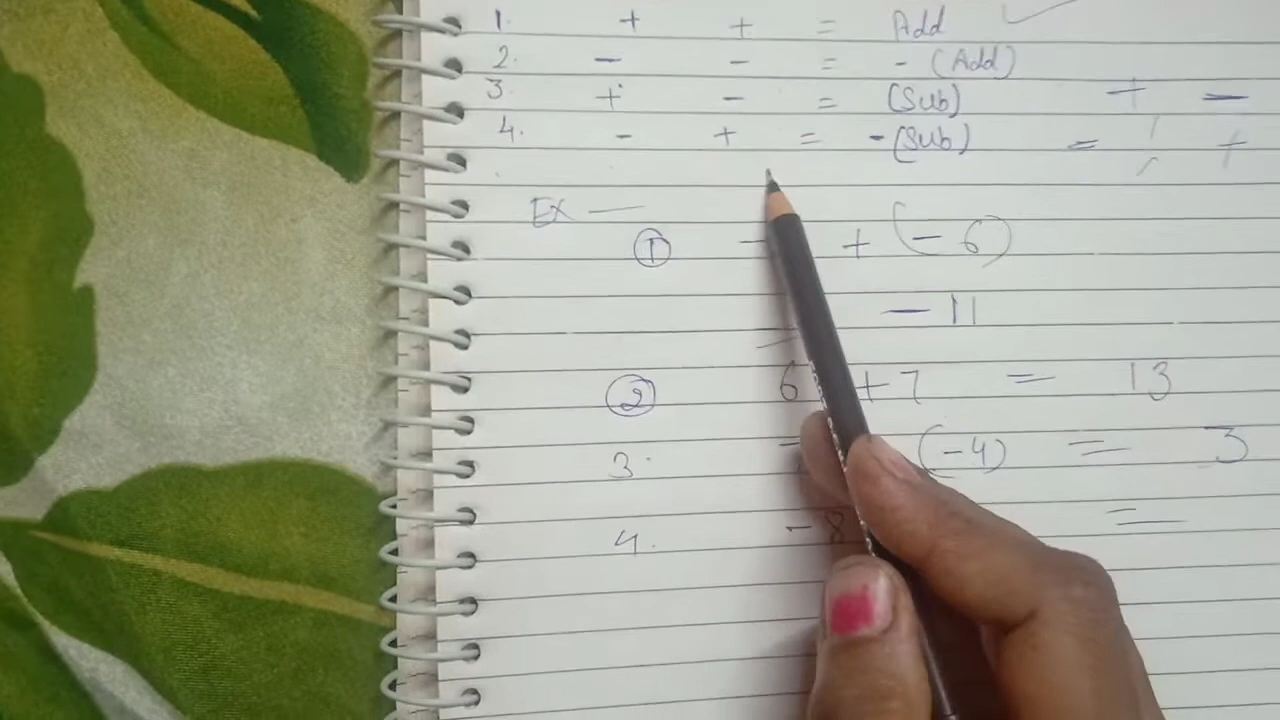 1. + + = Add ✓
2. - - = - (Add)
3. + - = (Sub) + -
4. - + = -(Sub) = +
Ex —
① - + (-6)
-11
② 6 +7 = 13
3. - (-4) = 3
4. -8 =